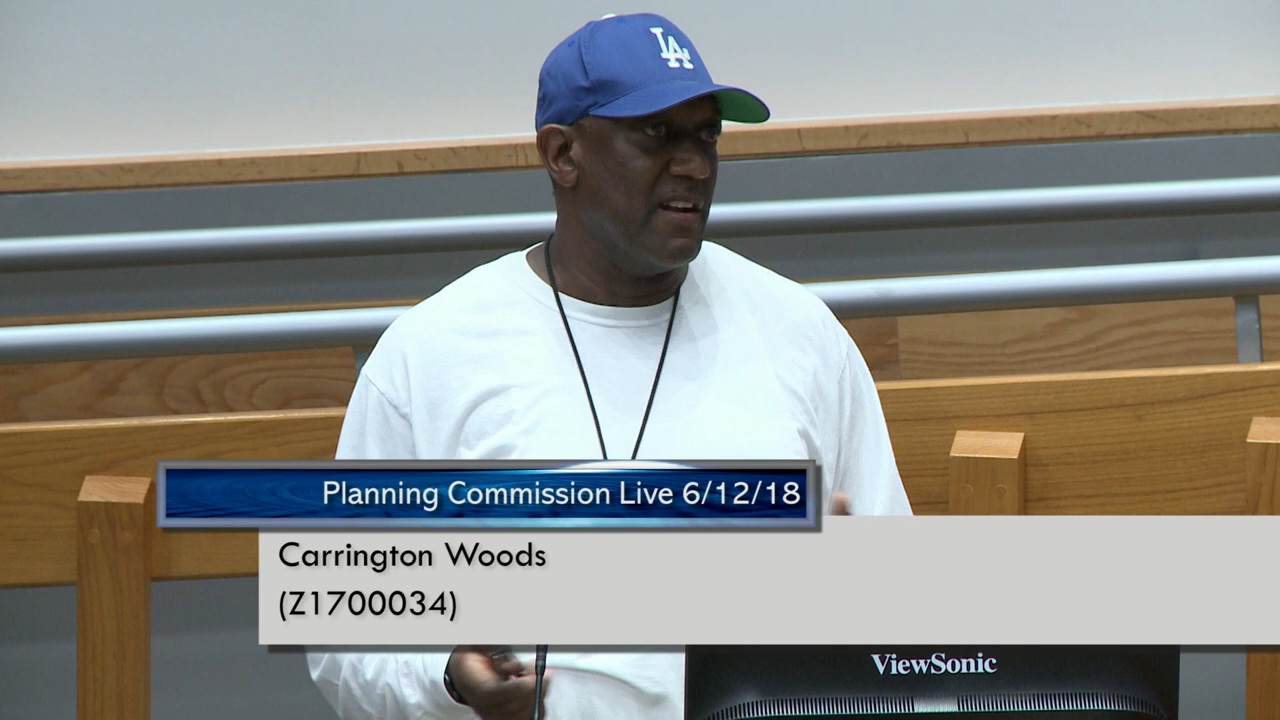 LA
Planning Commission Live 6/12/18
Carrington Woods
(Z1700034)
ViewSonic